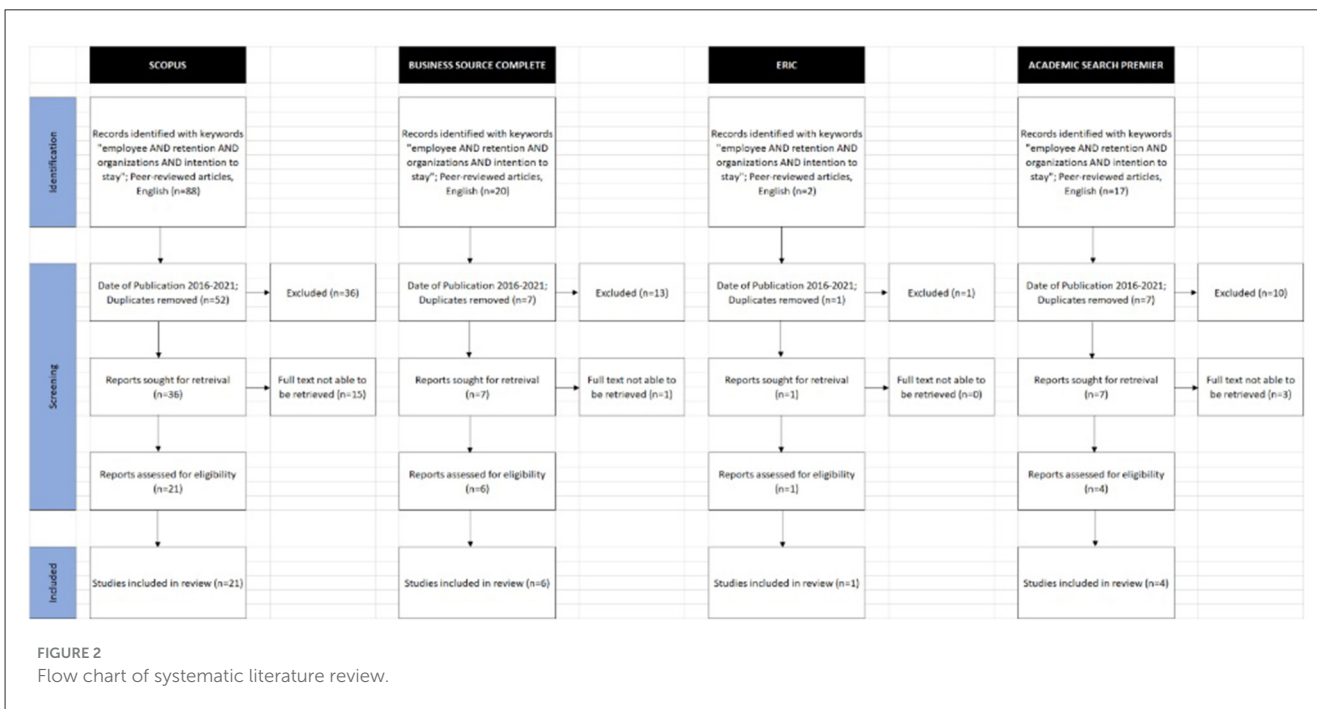 SCOPUS
BUSINESS SOURCE COMPLETE
ERIC
ACADEMIC SEARCH PREMIER
Identification
Records identified with keywords
"employee AND retention AND
organizations AND intention to
stay"; Peer-reviewed articles,
English (n=88)
Records identified with keywords
"employee AND retention AND
organizations AND intention to
stay"; Peer-reviewed articles,
English (n=20)
Records identified with keywords
"employee AND retention AND
organizations AND intention to
stay"; Peer-reviewed articles,
English (n=2)
Records identified with keywords
"employee AND retention AND
organizations AND intention to
stay"; Peer-reviewed articles,
English (n=17)
Screening
Date of Publication 2016-2021;
Duplicates removed (n=52)
Excluded (n=36)
Date of Publication 2016-2021;
Duplicates removed (n=7)
Excluded (n=13)
Date of Publication 2016-2021;
Duplicates removed (n=1)
Excluded (n=1)
Date of Publication 2016-2021;
Duplicates removed (n=7)
Excluded (n=10)
Reports sought for retreival
(n=36)
Full text not able to
be retrieved (n=15)
Reports sought for retreival
(n=7)
Full text not able to
be retrieved (n=1)
Reports sought for retreival
(n=1)
Full text not able to
be retrieved (n=0)
Reports sought for retreival
(n=7)
Full text not able to
be retrieved (n=3)
Reports assessed for eligibility
(n=21)
Reports assessed for eligibility
(n=6)
Reports assessed for eligibility
(n=1)
Reports assessed for eligibility
(n=4)
Included
Studies included in review (n=21)
Studies included in review (n=6)
Studies included in review (n=1)
Studies included in review (n=4)
FIGURE 2
Flow chart of systematic literature review.